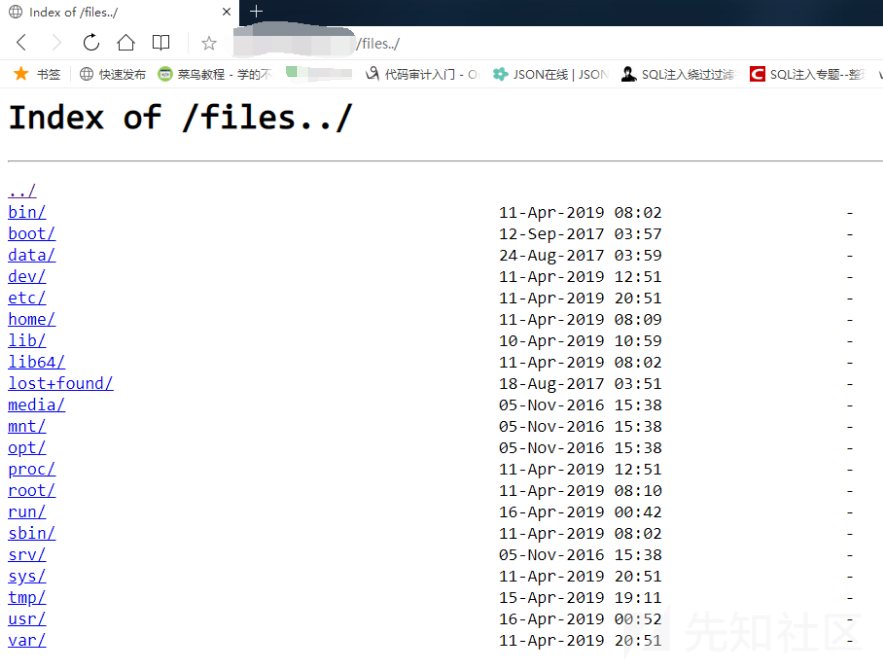 Index of /files../
/files../
书签 快速发布 菜鸟教程 - 学的不 代码审计入门 - O JSON在线 | JSON SQL注入绕过过滤 SQL注入专题--整
Index of /files../
../
bin/ 11-Apr-2019 08:02 -
boot/ 12-Sep-2017 03:57 -
data/ 24-Aug-2017 03:59 -
dev/ 11-Apr-2019 12:51 -
etc/ 11-Apr-2019 20:51 -
home/ 11-Apr-2019 08:09 -
lib/ 10-Apr-2019 10:59 -
lib64/ 11-Apr-2019 08:02 -
lost+found/ 18-Aug-2017 03:51 -
media/ 05-Nov-2016 15:38 -
mnt/ 05-Nov-2016 15:38 -
opt/ 05-Nov-2016 15:38 -
proc/ 11-Apr-2019 12:51 -
root/ 11-Apr-2019 08:10 -
run/ 16-Apr-2019 00:42 -
sbin/ 11-Apr-2019 08:02 -
srv/ 05-Nov-2016 15:38 -
sys/ 11-Apr-2019 20:51 -
tmp/ 15-Apr-2019 19:11 -
usr/ 16-Apr-2019 00:52 -
var/ 11-Apr-2019 20:51 -
先知社区